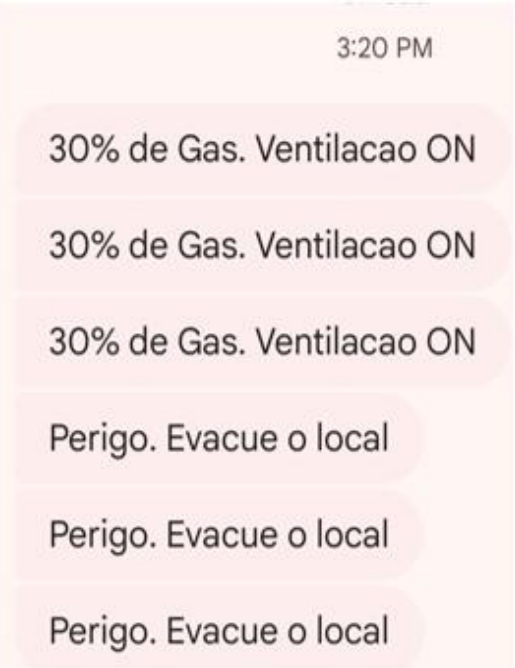 3:20 PM
30% de Gas. Ventilacao ON
30% de Gas. Ventilacao ON
30% de Gas. Ventilacao ON
Perigo. Evacue o local
Perigo. Evacue o local
Perigo. Evacue o local